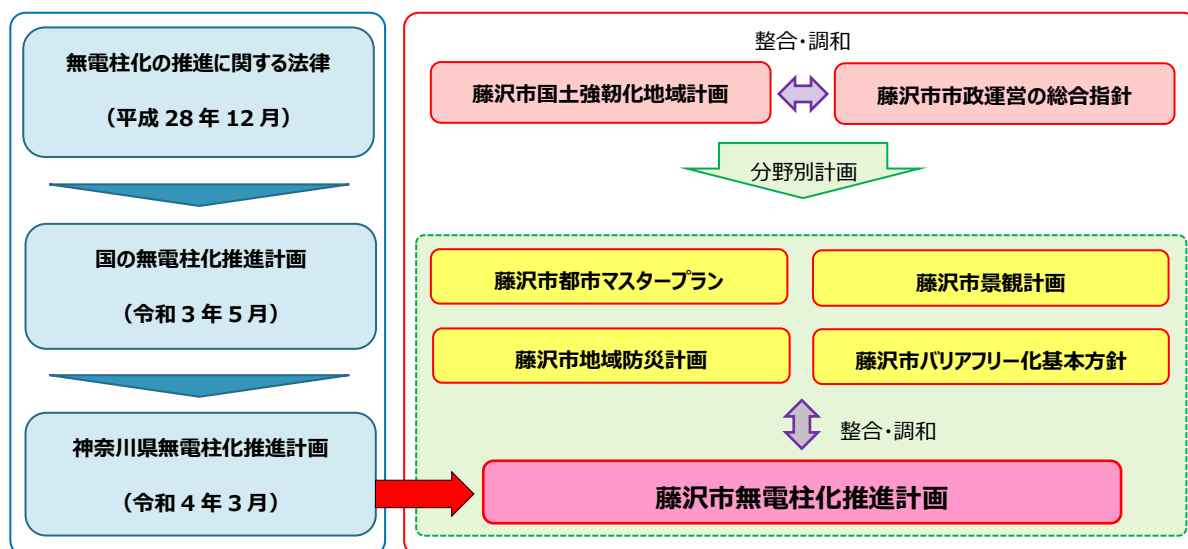 無電柱化の推進に関する法律
（平成 28 年 12 月）
国の無電柱化推進計画
（令和 3 年 5 月）
神奈川県無電柱化推進計画
（令和 4 年 3 月）
整合・調和
藤沢市国土強靭化地域計画
藤沢市市政運営の総合指針
分野別計画
藤沢市都市マスタープラン
藤沢市景観計画
藤沢市地域防災計画
藤沢市バリアフリー化基本方針
整合・調和
藤沢市無電柱化推進計画